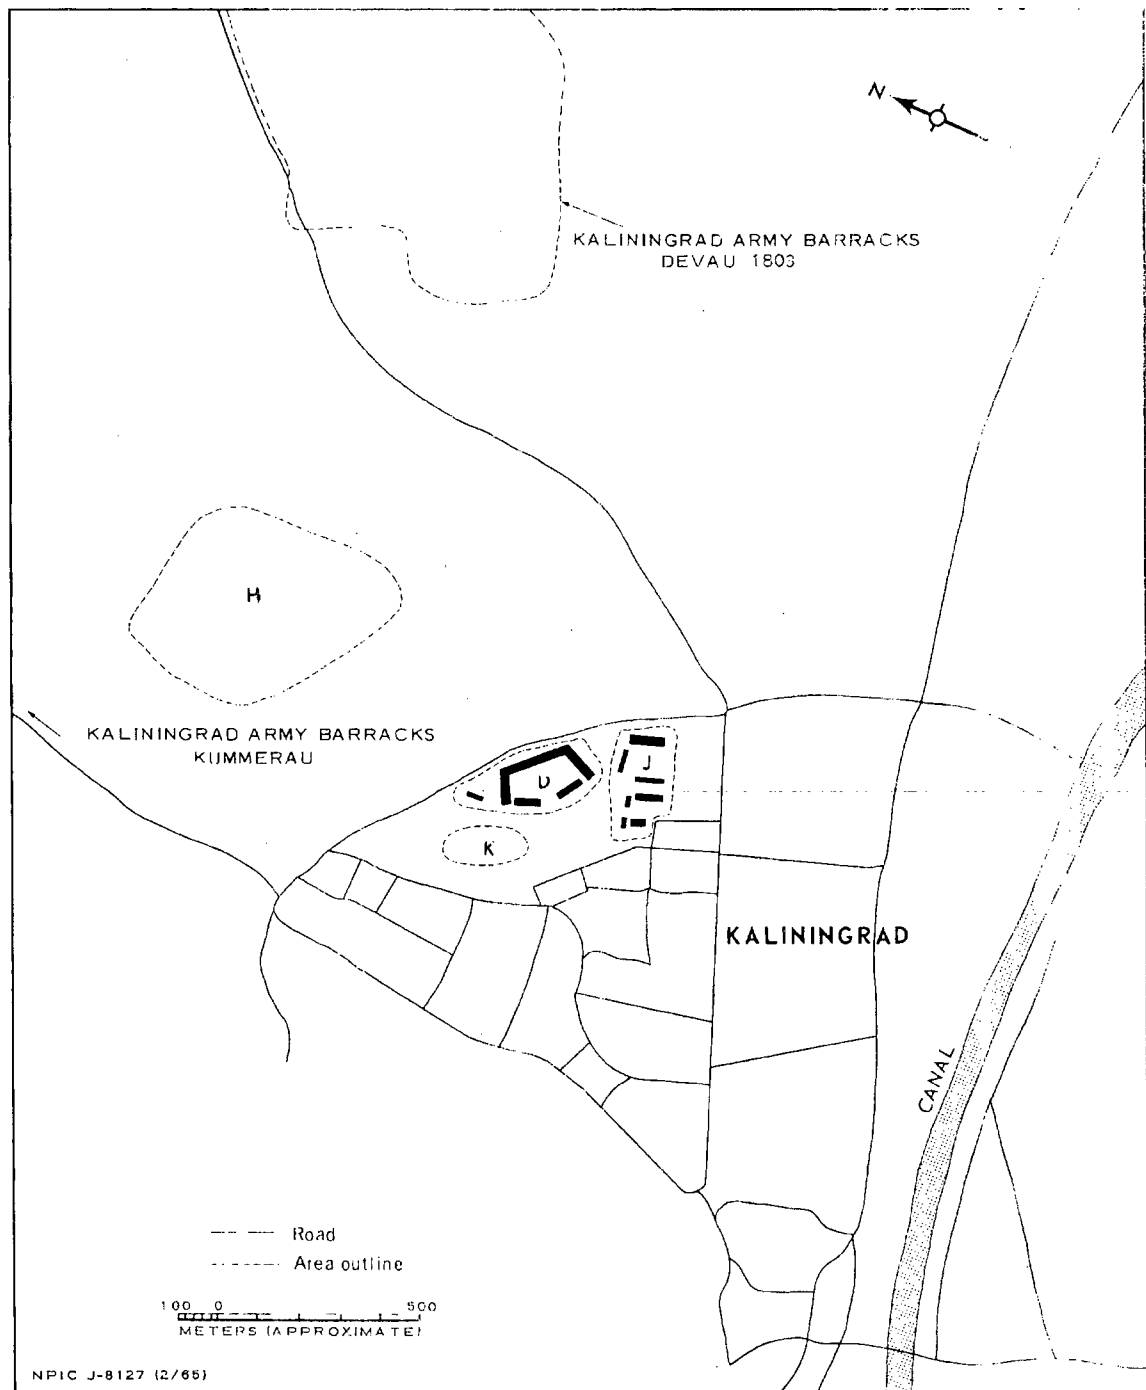 N
KALININGRAD ARMY BARRACKS
DEVAU 1803
H
KALININGRAD ARMY BARRACKS
KUMMERAU
D
J
K
KALININGRAD
CANAL
Road
Area outline
100 0 500
METERS (APPROXIMATE)
NPIC J-8127 (2/65)